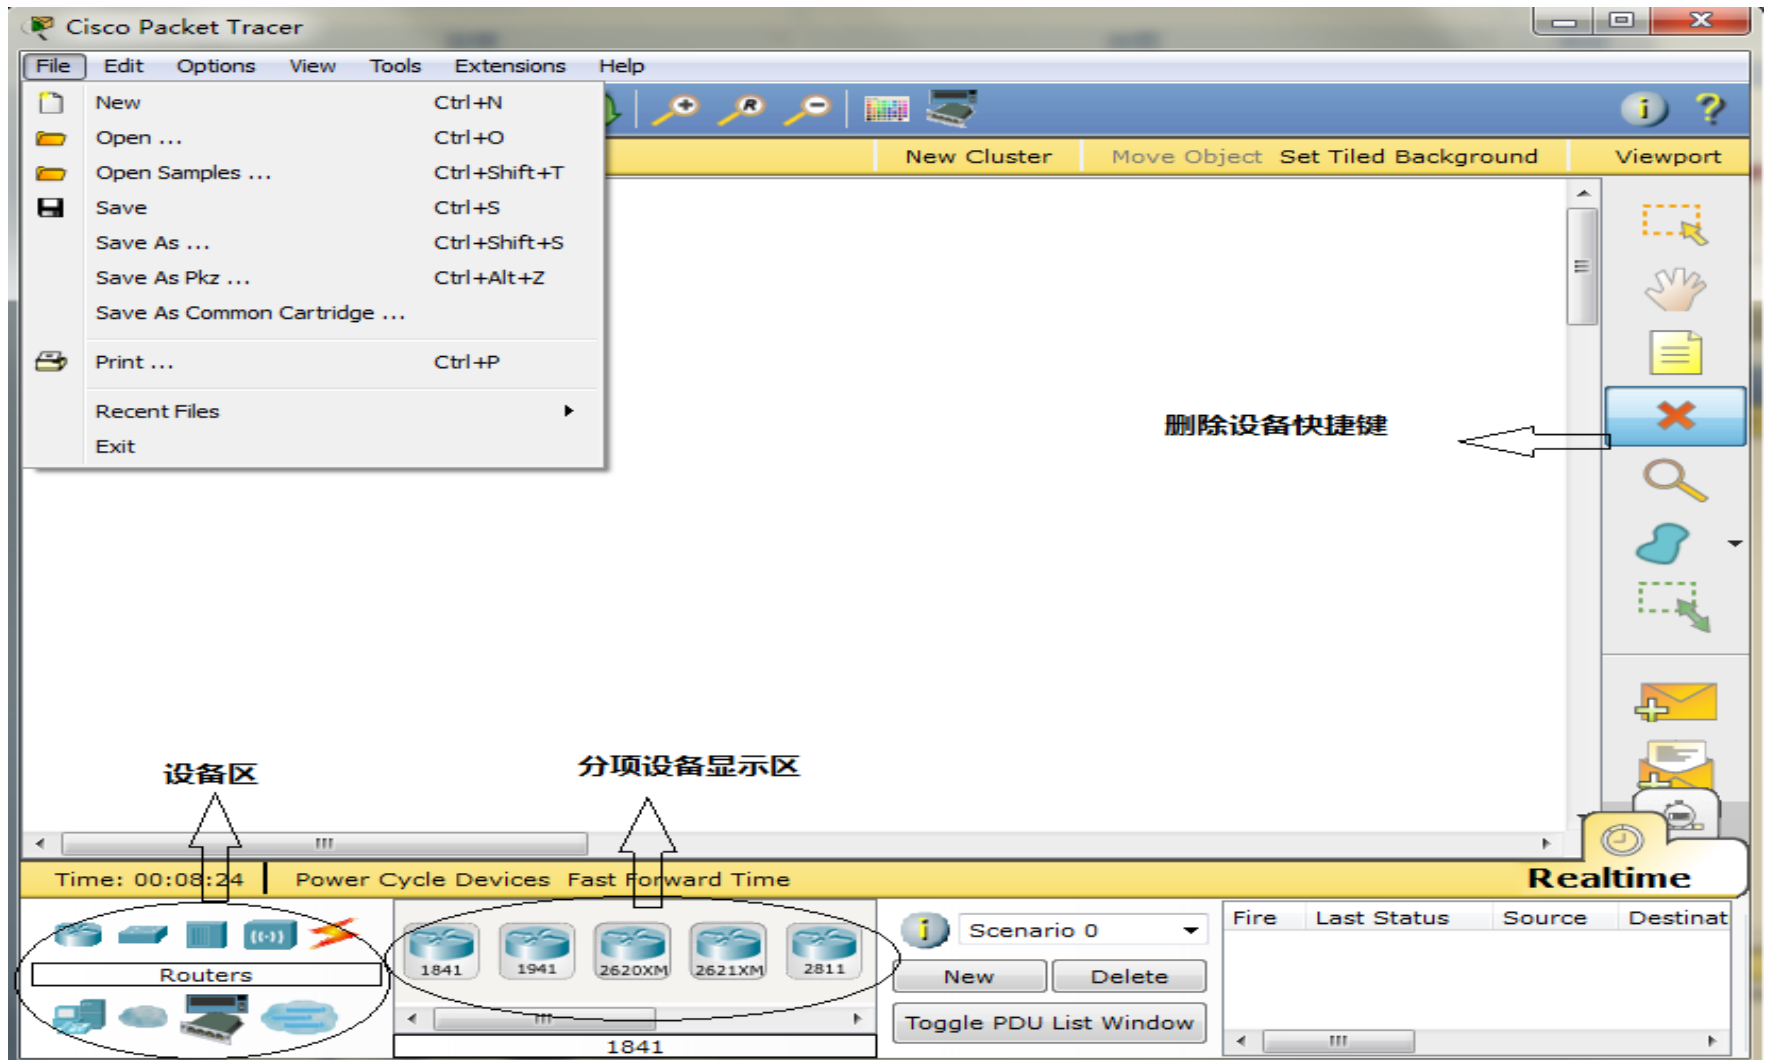 Cisco Packet Tracer
File Edit Options View Tools Extensions Help
New Ctrl+N
Open ... Ctrl+O
Open Samples ... Ctrl+Shift+T
Save Ctrl+S
Save As ... Ctrl+Shift+S
Save As Pkz ... Ctrl+Alt+Z
Save As Common Cartridge ...
Print ... Ctrl+P
Recent Files
Exit
New Cluster Move Object Set Tiled Background Viewport
删除设备快捷键
设备区
分项设备显示区
Time: 00:08:24 Power Cycle Devices Fast Forward Time Realtime
Routers
1841 1941 2620XM 2621XM 2811
1841
Scenario 0
New Delete
Toggle PDU List Window
Fire Last Status Source Destinat